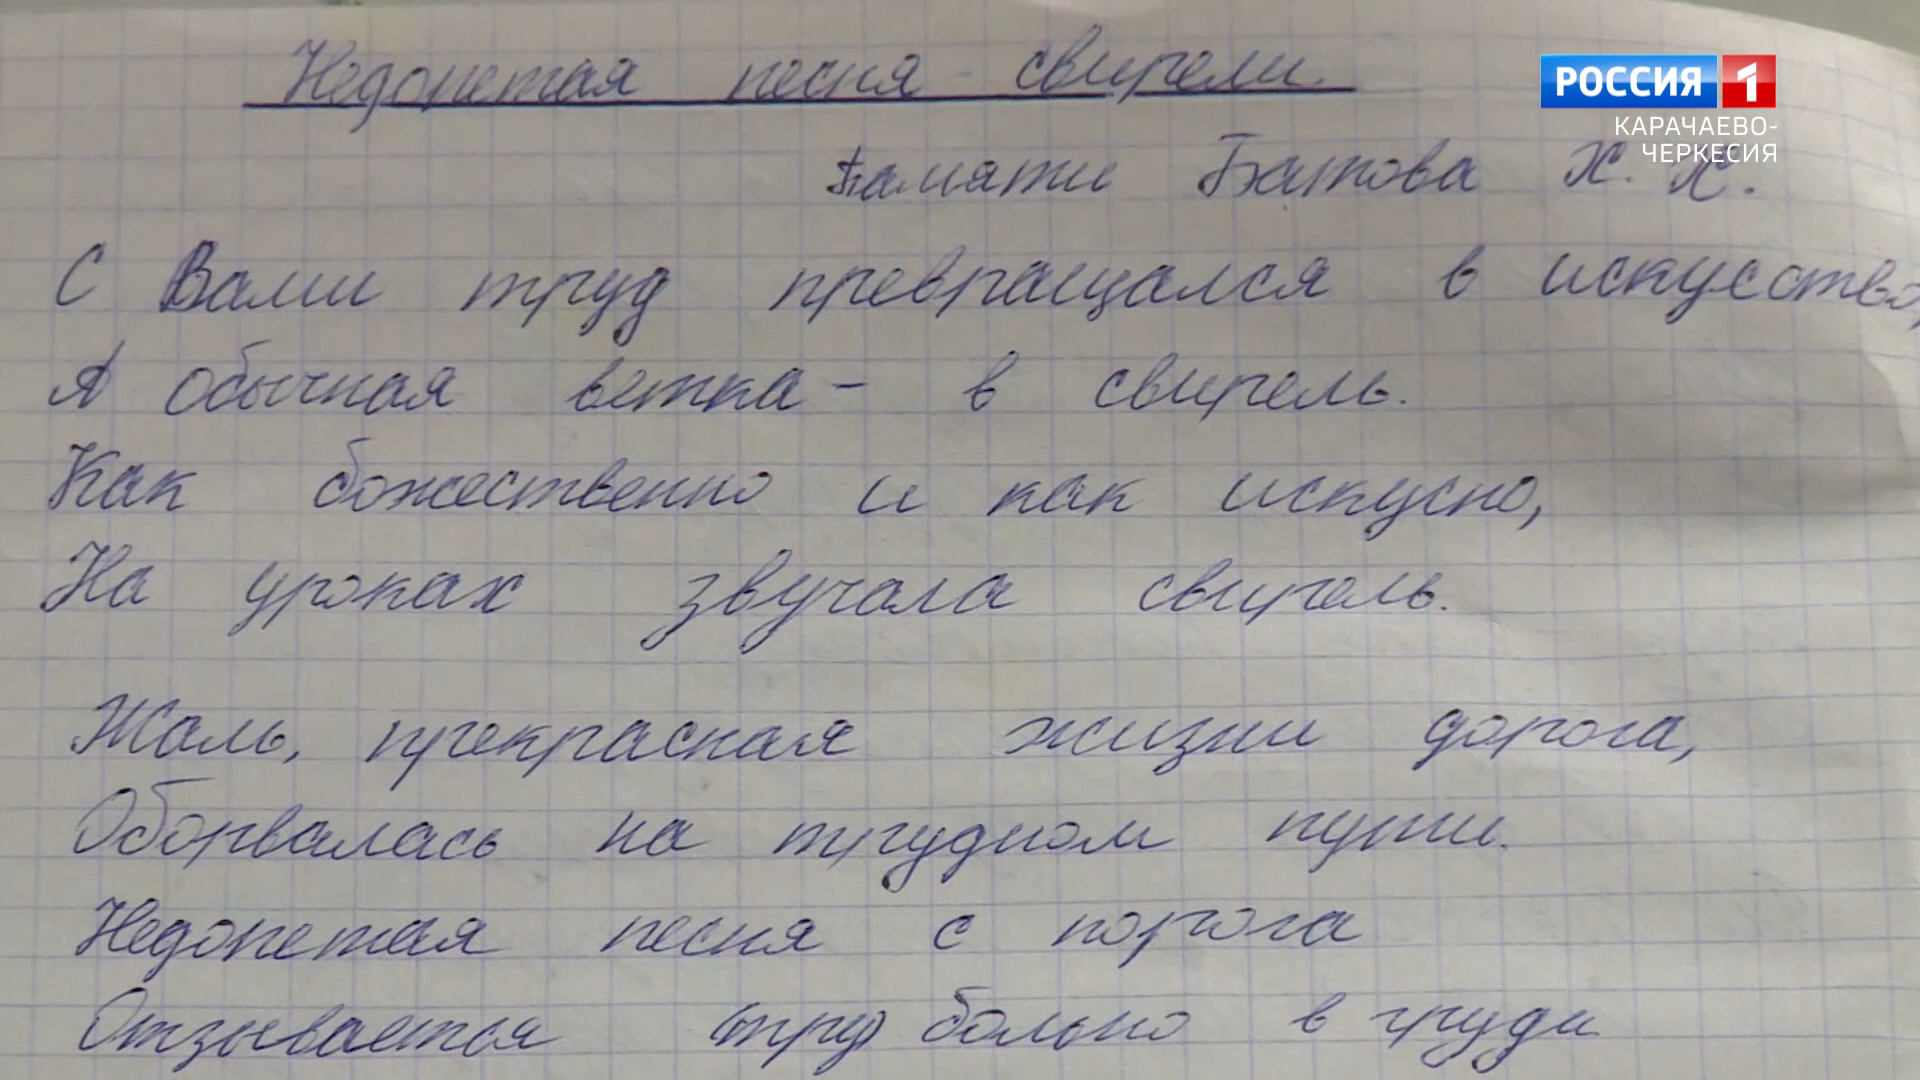 Недопетая песня свирели.
РОССИЯ 1
КАРАЧАЕВО-
ЧЕРКЕСИЯ
Памяти Батова Х. Х.
С Вами труд превращался в искусство,
А обычная ветка – в свирель.
Как божественно и как искусно,
На уроках звучала свирель.
Жаль, прекрасная жизни дорога,
Оборвалась на трудном пути.
Недопетая песня с порога
Отзывается (тру) больно в груди